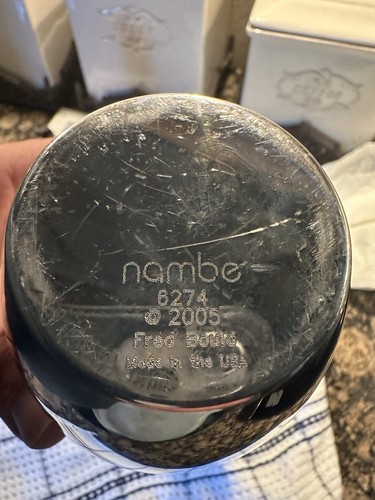 nambe
6274
© 2005
Fred Bould
Made in the USA